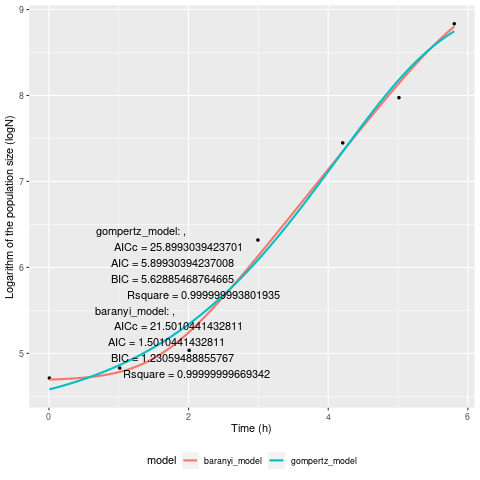 Logarithm of the population size (logN)
9
8
7
6
5
gompertz_model: ,
AICc = 25.8993039423701
AIC = 5.89930394237008
BIC = 5.62885468764665
Rsquare = 0.999999993801935
baranyi_model: ,
AICc = 21.5010441432811
AIC = 1.5010441432811
BIC = 1.23059488855767
Rsquare = 0.99999999669342
0 2 4 6
Time (h)
model baranyi_model gompertz_model